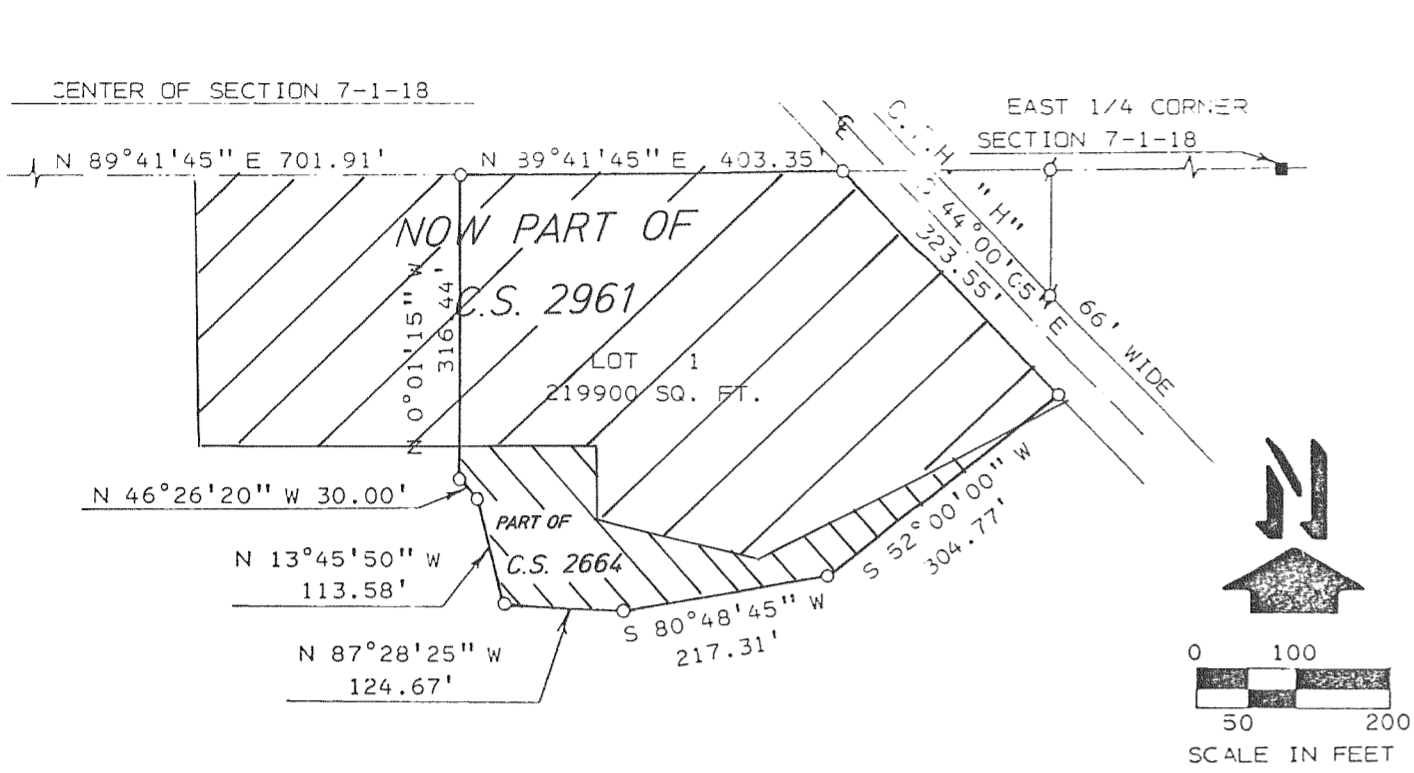 CENTER OF SECTION 7-1-18
EAST 1/4 CORNER
SECTION 7-1-18
N 89°41'45" E 701.91'
N 39°41'45" E 403.35'
"H"
44°00'05" E
323.55'
66' WIDE
NOW PART OF
C.S. 2961
N 0°01'15" W
316.44'
LOT 1
219900 SQ. FT.
N 46°26'20" W 30.00'
PART OF
C.S. 2664
N 13°45'50" W
113.58'
S 52°00'00" W
304.77'
S 80°48'45" W
217.31'
N 87°28'25" W
124.67'
N
0 100
50 200
SCALE IN FEET